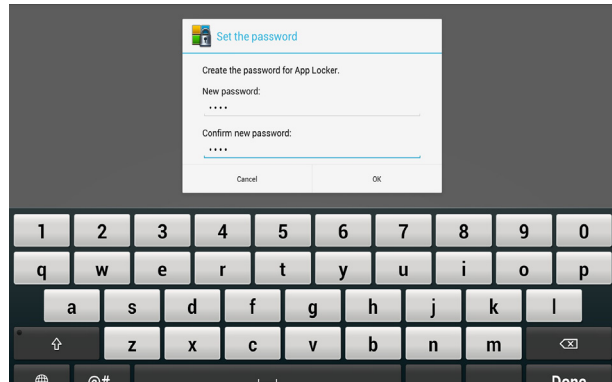 Set the password
Create the password for App Locker.
New password:
••••
Confirm new password:
••••
Cancel OK
1 2 3 4 5 6 7 8 9 0
q w e r t y u i o p
a s d f g h j k l
z x c v b n m
@# Done